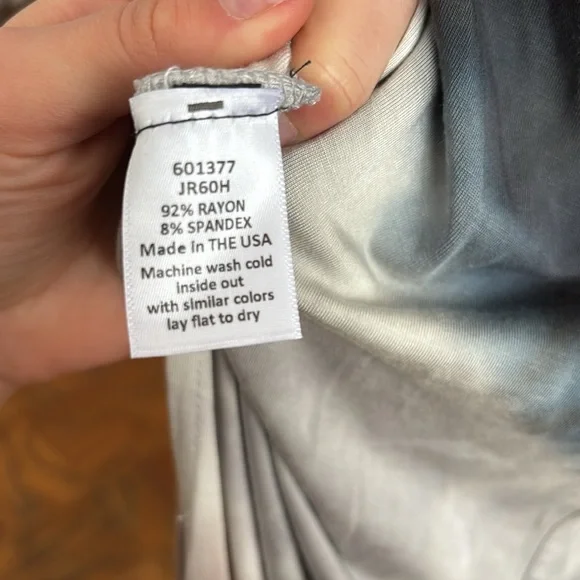 601377
JR60H
92% RAYON
8% SPANDEX
Made in THE USA
Machine wash cold
inside out
with similar colors
lay flat to dry